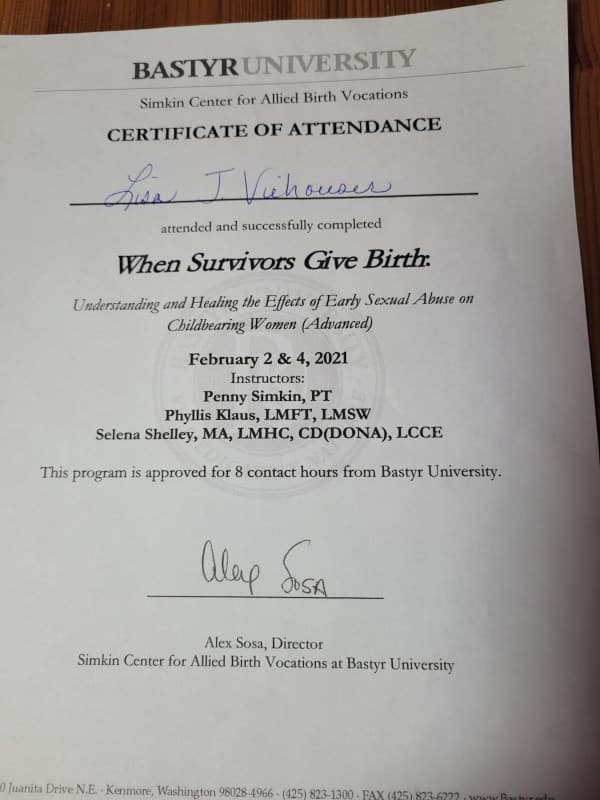 BASTYR UNIVERSITY
Simkin Center for Allied Birth Vocations
CERTIFICATE OF ATTENDANCE
Lisa J. Viehouser
attended and successfully completed
When Survivors Give Birth:
Understanding and Healing the Effects of Early Sexual Abuse on
Childbearing Women (Advanced)
February 2 & 4, 2021
Instructors:
Penny Simkin, PT
Phyllis Klaus, LMFT, LMSW
Selena Shelley, MA, LMHC, CD(DONA), LCCE
This program is approved for 8 contact hours from Bastyr University.
Alex Sosa
Alex Sosa, Director
Simkin Center for Allied Birth Vocations at Bastyr University
Juanita Drive N.E. · Kenmore, Washington 98028-4966 · (425) 823-1300 · FAX (425) 823-6222 ·